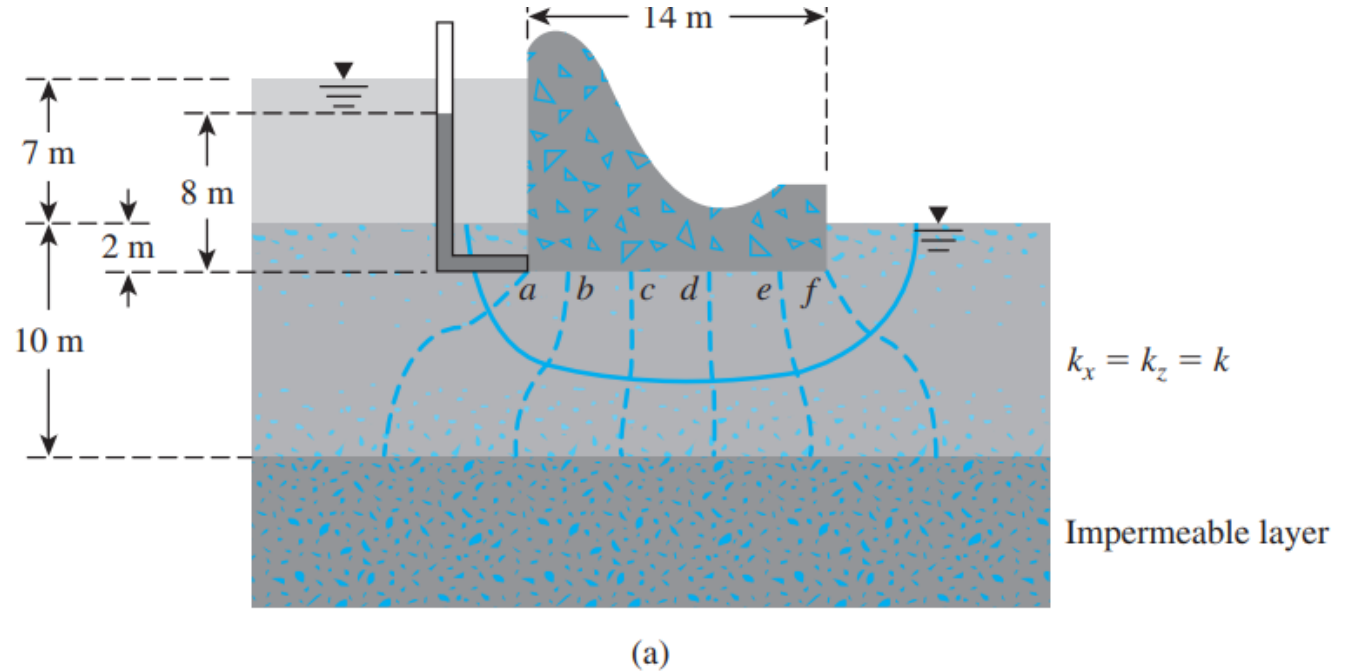 14 m
7 m
8 m
2 m
a b c d e f
10 m
k_x = k_z = k
Impermeable layer
(a)